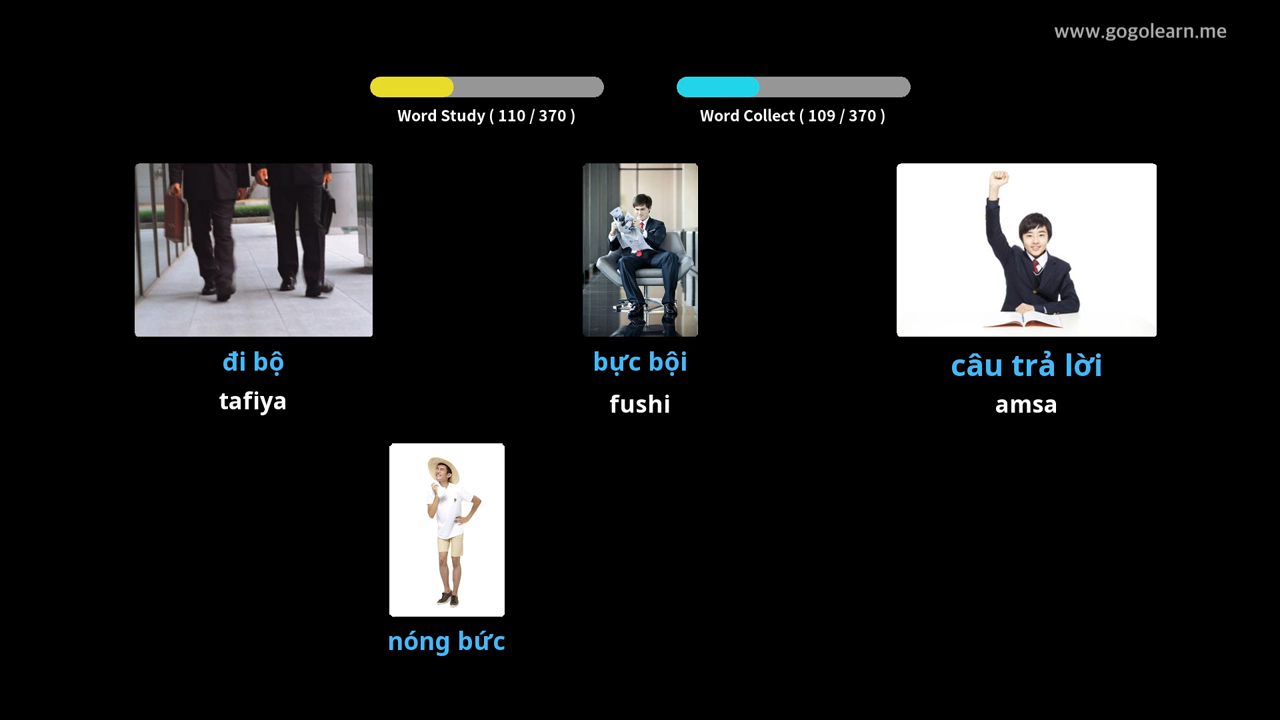 www.gogolearn.me
Word Study ( 110 / 370 )
Word Collect ( 109 / 370 )
đi bộ
tafiya
bực bội
fushi
câu trả lời
amsa
nóng bức